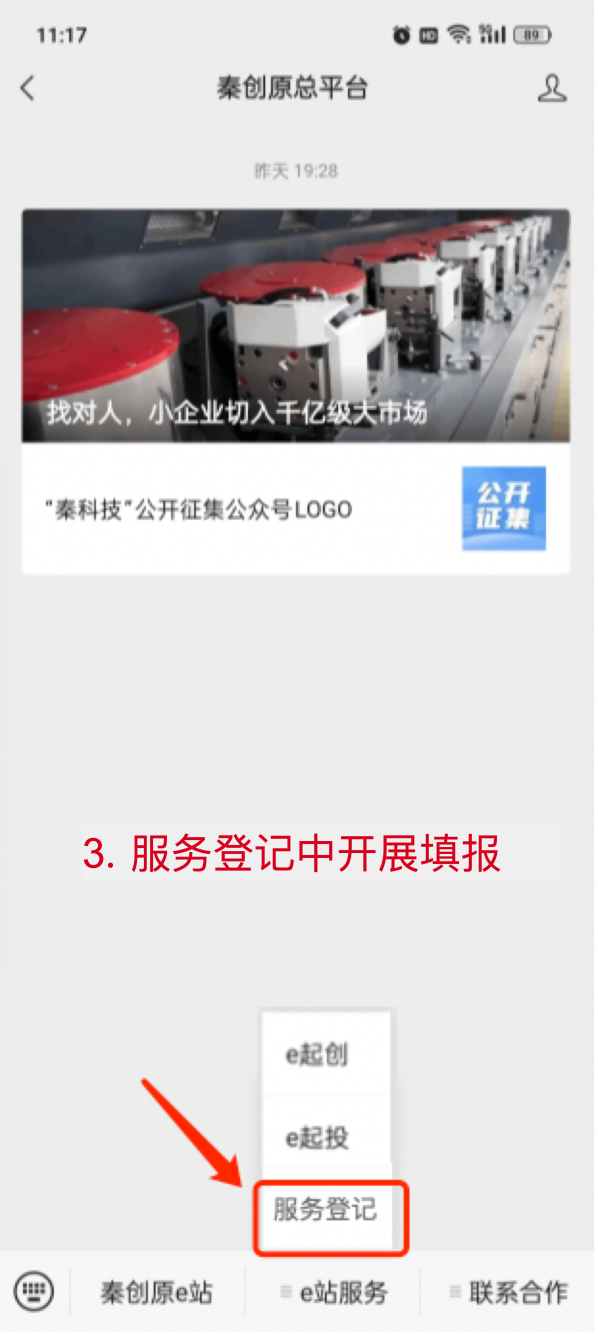 11:17
HD
5G
89
秦创原总平台
昨天 19:28
找对人，小企业切入千亿级大市场
“秦科技”公开征集公众号LOGO
公开
征集
3. 服务登记中开展填报
e起创
e起投
服务登记
秦创原e站
e站服务
联系合作